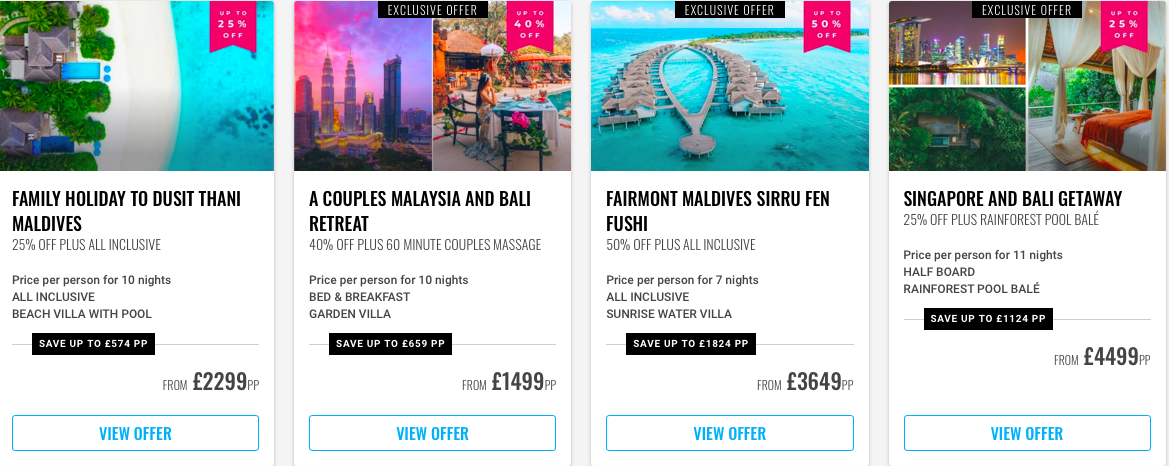 UP TO
25%
OFF
FAMILY HOLIDAY TO DUSIT THANI
MALDIVES
25% OFF PLUS ALL INCLUSIVE
Price per person for 10 nights
ALL INCLUSIVE
BEACH VILLA WITH POOL
SAVE UP TO £574 PP
FROM £2299PP
VIEW OFFER
EXCLUSIVE OFFER
UP TO
40%
OFF
A COUPLES MALAYSIA AND BALI
RETREAT
40% OFF PLUS 60 MINUTE COUPLES MASSAGE
Price per person for 10 nights
BED & BREAKFAST
GARDEN VILLA
SAVE UP TO £659 PP
FROM £1499PP
VIEW OFFER
EXCLUSIVE OFFER
UP TO
50%
OFF
FAIRMONT MALDIVES SIRRU FEN
FUSHI
50% OFF PLUS ALL INCLUSIVE
Price per person for 7 nights
ALL INCLUSIVE
SUNRISE WATER VILLA
SAVE UP TO £1824 PP
FROM £3649PP
VIEW OFFER
EXCLUSIVE OFFER
UP TO
25%
OFF
SINGAPORE AND BALI GETAWAY
25% OFF PLUS RAINFOREST POOL BALÉ
Price per person for 11 nights
HALF BOARD
RAINFOREST POOL BALÉ
SAVE UP TO £1124 PP
FROM £4499PP
VIEW OFFER